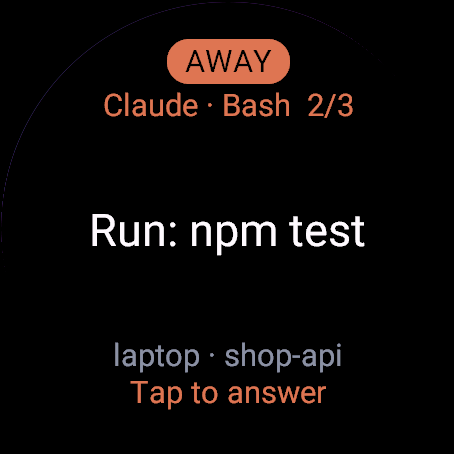 AWAY
Claude · Bash 2/3
Run: npm test
laptop · shop-api
Tap to answer